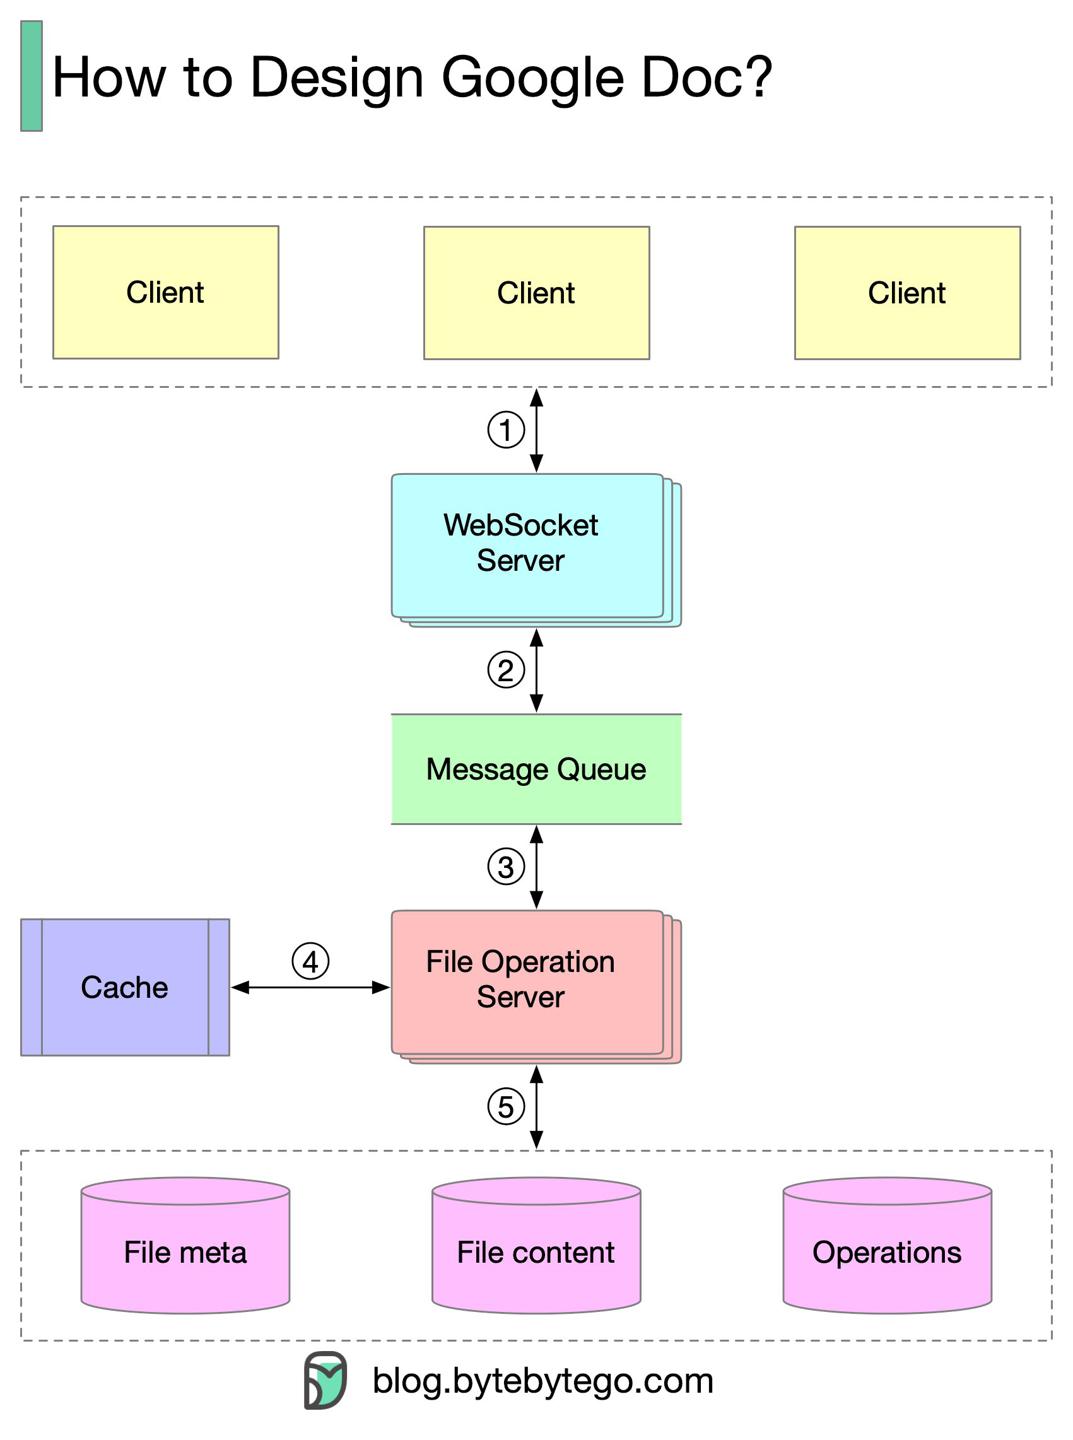 How to Design Google Doc?
Client
Client
Client
1
WebSocket
Server
2
Message Queue
3
File Operation
Server
4
Cache
5
File meta
File content
Operations
blog.bytebytego.com